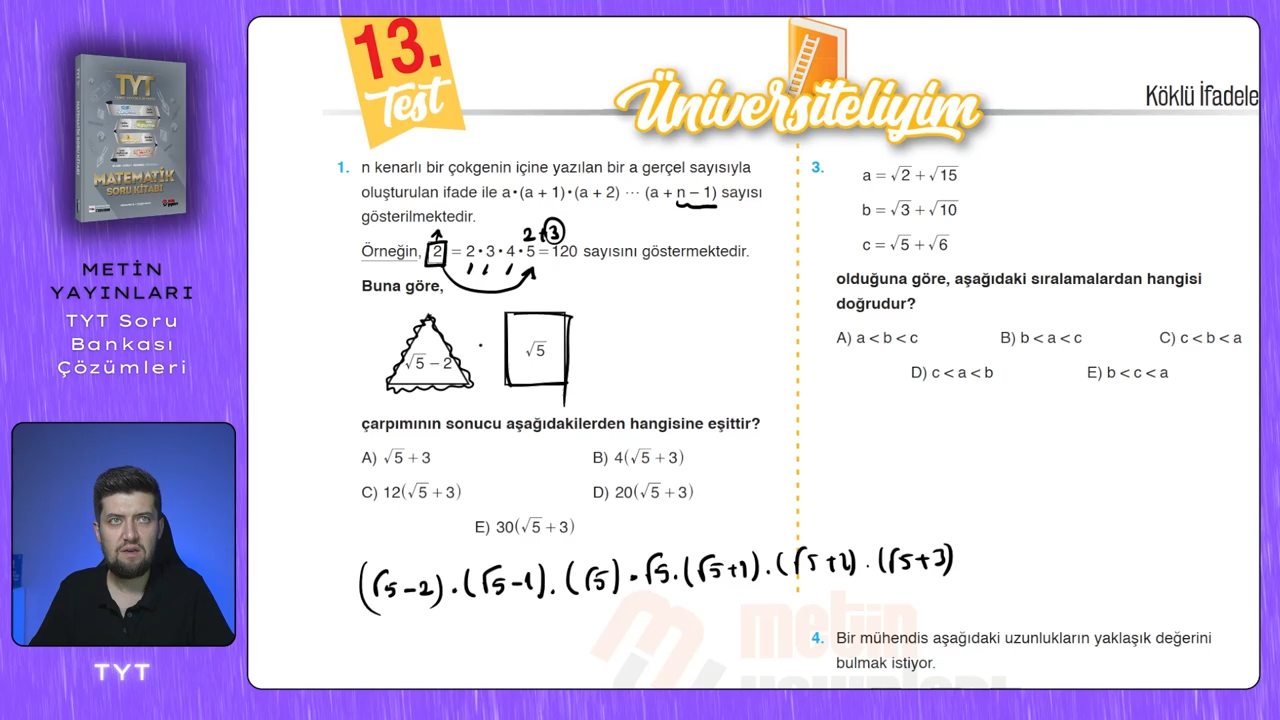 TYT
MATEMATİK
SORU KİTABI
METİN
YAYINLARI
TYT Soru
Bankası
Çözümleri
TYT
13.
Test
Üniversiteliyim
Köklü İfadele
1. n kenarlı bir çokgenin içine yazılan bir a gerçel sayısıyla
oluşturulan ifade ile a•(a + 1)•(a + 2) ··· (a + n – 1) sayısı
gösterilmektedir.
2+3
Örneğin, 2 = 2•3•4•5 = 120 sayısını göstermektedir.
Buna göre,
√5 – 2 · √5
çarpımının sonucu aşağıdakilerden hangisine eşittir?
A) √5 + 3
B) 4(√5 + 3)
C) 12(√5 + 3)
D) 20(√5 + 3)
E) 30(√5 + 3)
(√5-2).(√5-1).(√5).√5.(√5+1).(√5+2).(√5+3)
3. a = √2 + √15
b = √3 + √10
c = √5 + √6
olduğuna göre, aşağıdaki sıralamalardan hangisi
doğrudur?
A) a < b < c
B) b < a < c
C) c < b < a
D) c < a < b
E) b < c < a
4. Bir mühendis aşağıdaki uzunlukların yaklaşık değerini
bulmak istiyor.
metin